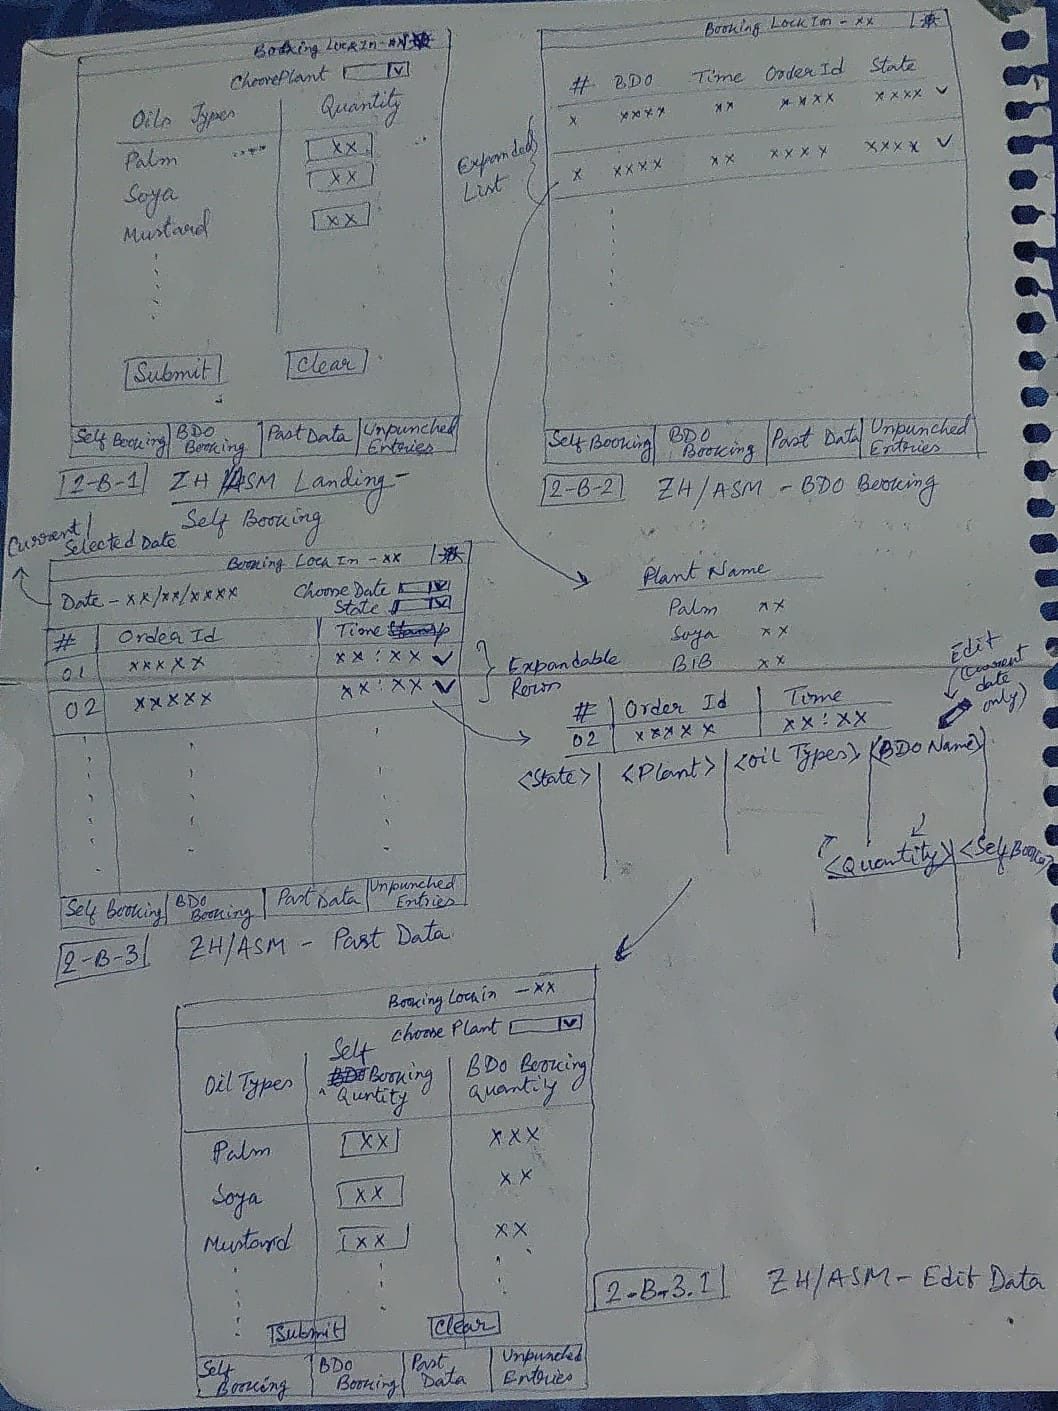 Booking Lock In - xx
Choose Plant
Oils Types Quantity
Palm xx
Soya xx
Mustard xx
Submit Clear
Self Booking BDO Booking Past Data Unpunched Entries
2-B-1 ZH/ASM Landing -
Self Booking
Booking Lock In - xx
# BDO Time Order Id State
x xxxx xx xxxx xxxx
x xxxx xx xxxx xxxx
Expanded
List
Self Booking BDO Booking Past Data Unpunched Entries
2-B-2 ZH/ASM - BDO Booking
Plant Name
Palm xx
Soya xx
BIB xx
Current/
Selected Date
Booking Lock In - xx
Date - xx/xx/xxxx Choose Date
State
# Order Id Time
01 xxxxx xx:xx
02 xxxxx xx:xx
Expandable
Rows
Self Booking BDO Booking Past Data Unpunched Entries
2-B-3 ZH/ASM - Past Data
Edit
(Current
date
only)
# Order Id Time
02 xxxxx xx:xx
<State> <Plant> <Oil Types> <BDO Name>
<Quantity> <Self Booking>
Booking Lock in - xx
Choose Plant
Oil Types Self Booking Quntity BDO Booking Quantity
Palm xx xxx
Soya xx xx
Mustard xx xx
Submit Clear
Self Booking BDO Booking Past Data Unpunched Entries
2-B-3.1 ZH/ASM - Edit Data